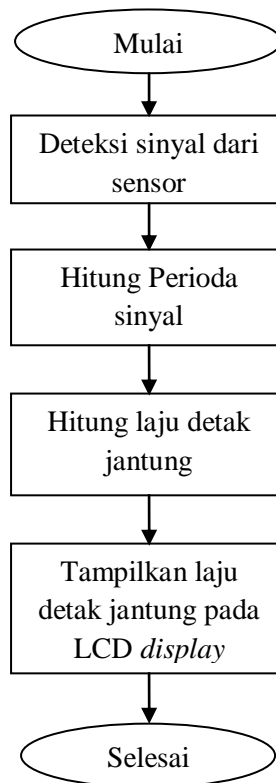 Mulai
Deteksi sinyal dari
sensor
Hitung Perioda
sinyal
Hitung laju detak
jantung
Tampilkan laju
detak jantung pada
LCD display
Selesai